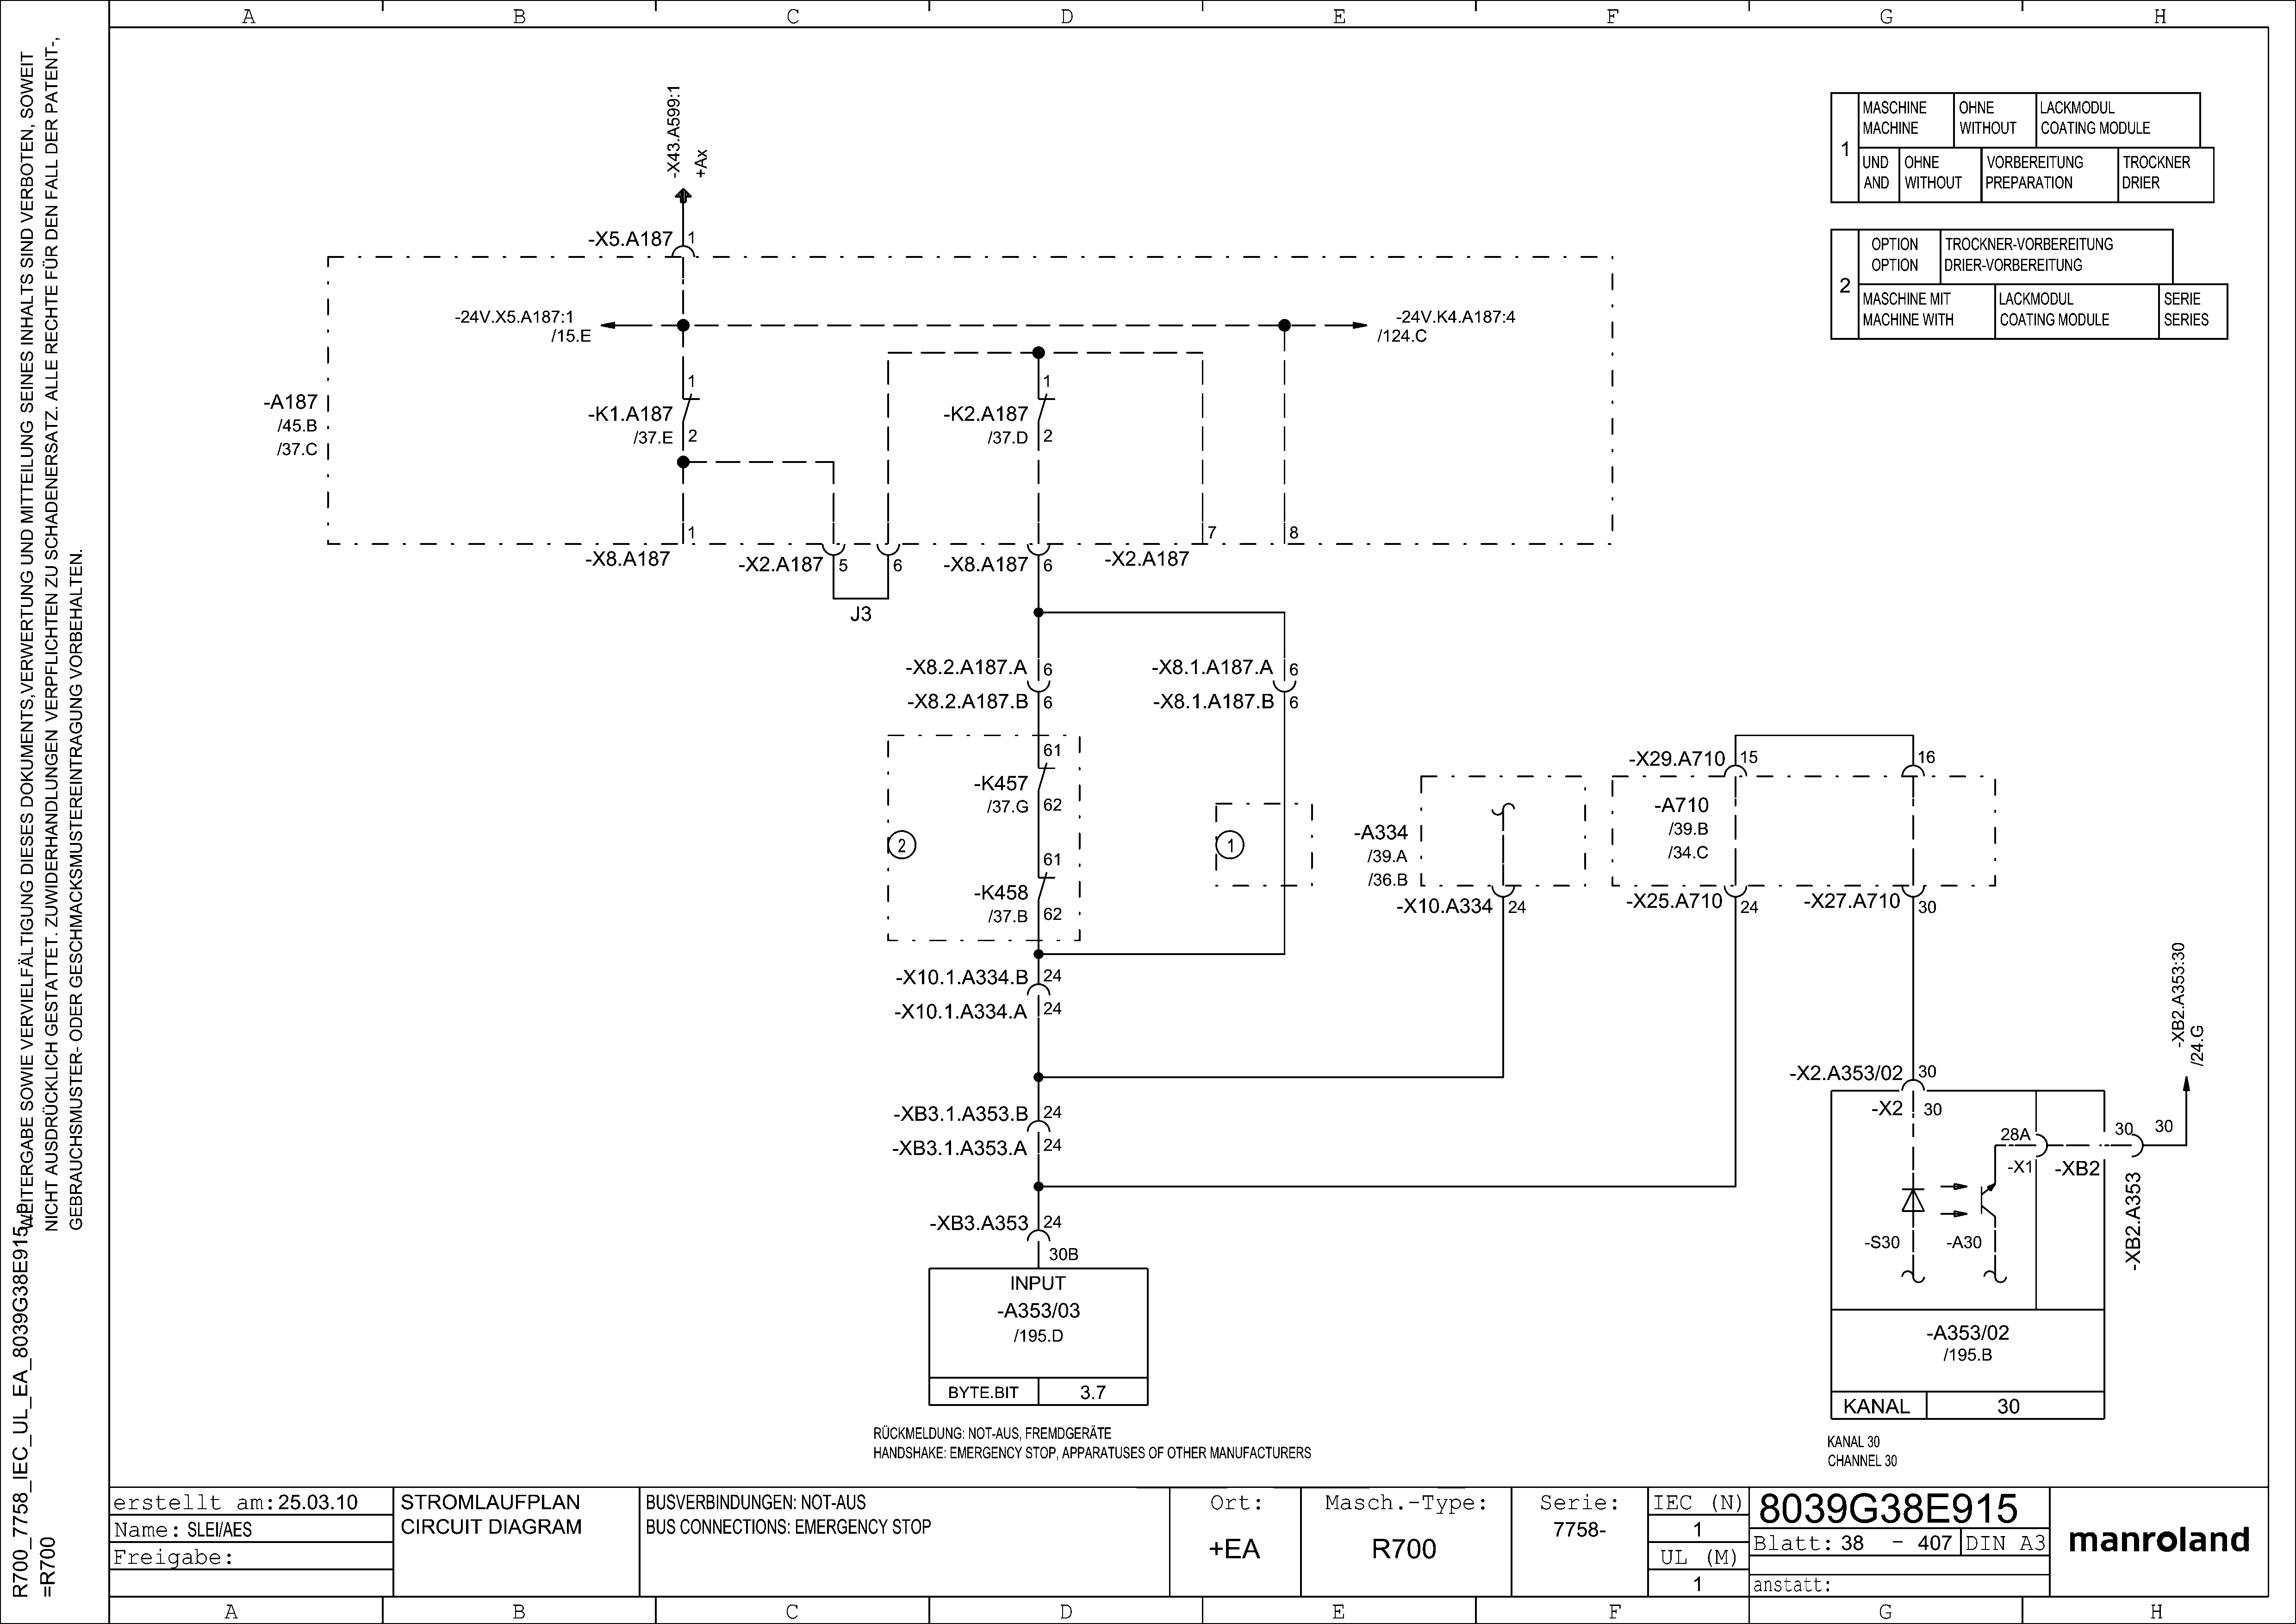 A B C D E F G H
WEITERGABE SOWIE VERVIELFÄLTIGUNG DIESES DOKUMENTS,VERWERTUNG UND MITTEILUNG SEINES INHALTS SIND VERBOTEN, SOWEIT
NICHT AUSDRÜCKLICH GESTATTET. ZUWIDERHANDLUNGEN VERPFLICHTEN ZU SCHADENERSATZ. ALLE RECHTE FÜR DEN FALL DER PATENT-,
GEBRAUCHSMUSTER- ODER GESCHMACKSMUSTEREINTRAGUNG VORBEHALTEN.
R700_7758_IEC_UL_EA_8039G38E915_D
=R700
-X43.A599:1
+Ax
1
MASCHINE OHNE LACKMODUL
MACHINE WITHOUT COATING MODULE
UND OHNE VORBEREITUNG TROCKNER
AND WITHOUT PREPARATION DRIER
2
OPTION TROCKNER-VORBEREITUNG
OPTION DRIER-VORBEREITUNG
MASCHINE MIT LACKMODUL SERIE
MACHINE WITH COATING MODULE SERIES
-X5.A187 1
-24V.X5.A187:1
/15.E
-24V.K4.A187:4
/124.C
-A187
/45.B
/37.C
1
-K1.A187
/37.E 2
1
-K2.A187
/37.D 2
1 7 8
-X8.A187 -X2.A187 5 6 -X8.A187 6 -X2.A187
J3
-X8.2.A187.A 6 -X8.1.A187.A 6
-X8.2.A187.B 6 -X8.1.A187.B 6
61
-K457
/37.G 62
2
61
-K458
/37.B 62
1
-A334
/39.A
/36.B
-X10.A334 24
-X29.A710 15 16
-A710
/39.B
/34.C
-X25.A710 24 -X27.A710 30
-X10.1.A334.B 24
-X10.1.A334.A 24
-XB3.1.A353.B 24
-XB3.1.A353.A 24
-XB3.A353 24
30B
INPUT
-A353/03
/195.D
BYTE.BIT 3.7
RÜCKMELDUNG: NOT-AUS, FREMDGERÄTE
HANDSHAKE: EMERGENCY STOP, APPARATUSES OF OTHER MANUFACTURERS
-XB2.A353:30
/24.G
-X2.A353/02 30
-X2 30
28A 30 30
-X1 -XB2
-XB2.A353
-S30 -A30
-A353/02
/195.B
KANAL 30
KANAL 30
CHANNEL 30
erstellt am: 25.03.10
Name: SLEI/AES
Freigabe:
STROMLAUFPLAN
CIRCUIT DIAGRAM
BUSVERBINDUNGEN: NOT-AUS
BUS CONNECTIONS: EMERGENCY STOP
Ort:
+EA
Masch.-Type:
R700
Serie:
7758-
IEC (N)
1
UL (M)
1
8039G38E915
Blatt: 38 - 407 DIN A3
anstatt:
manroland
A B C D E F G H